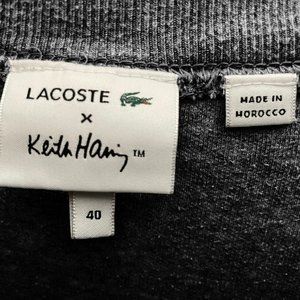 LACOSTE
×
Keith Haring ™
40
MADE IN
MOROCCO